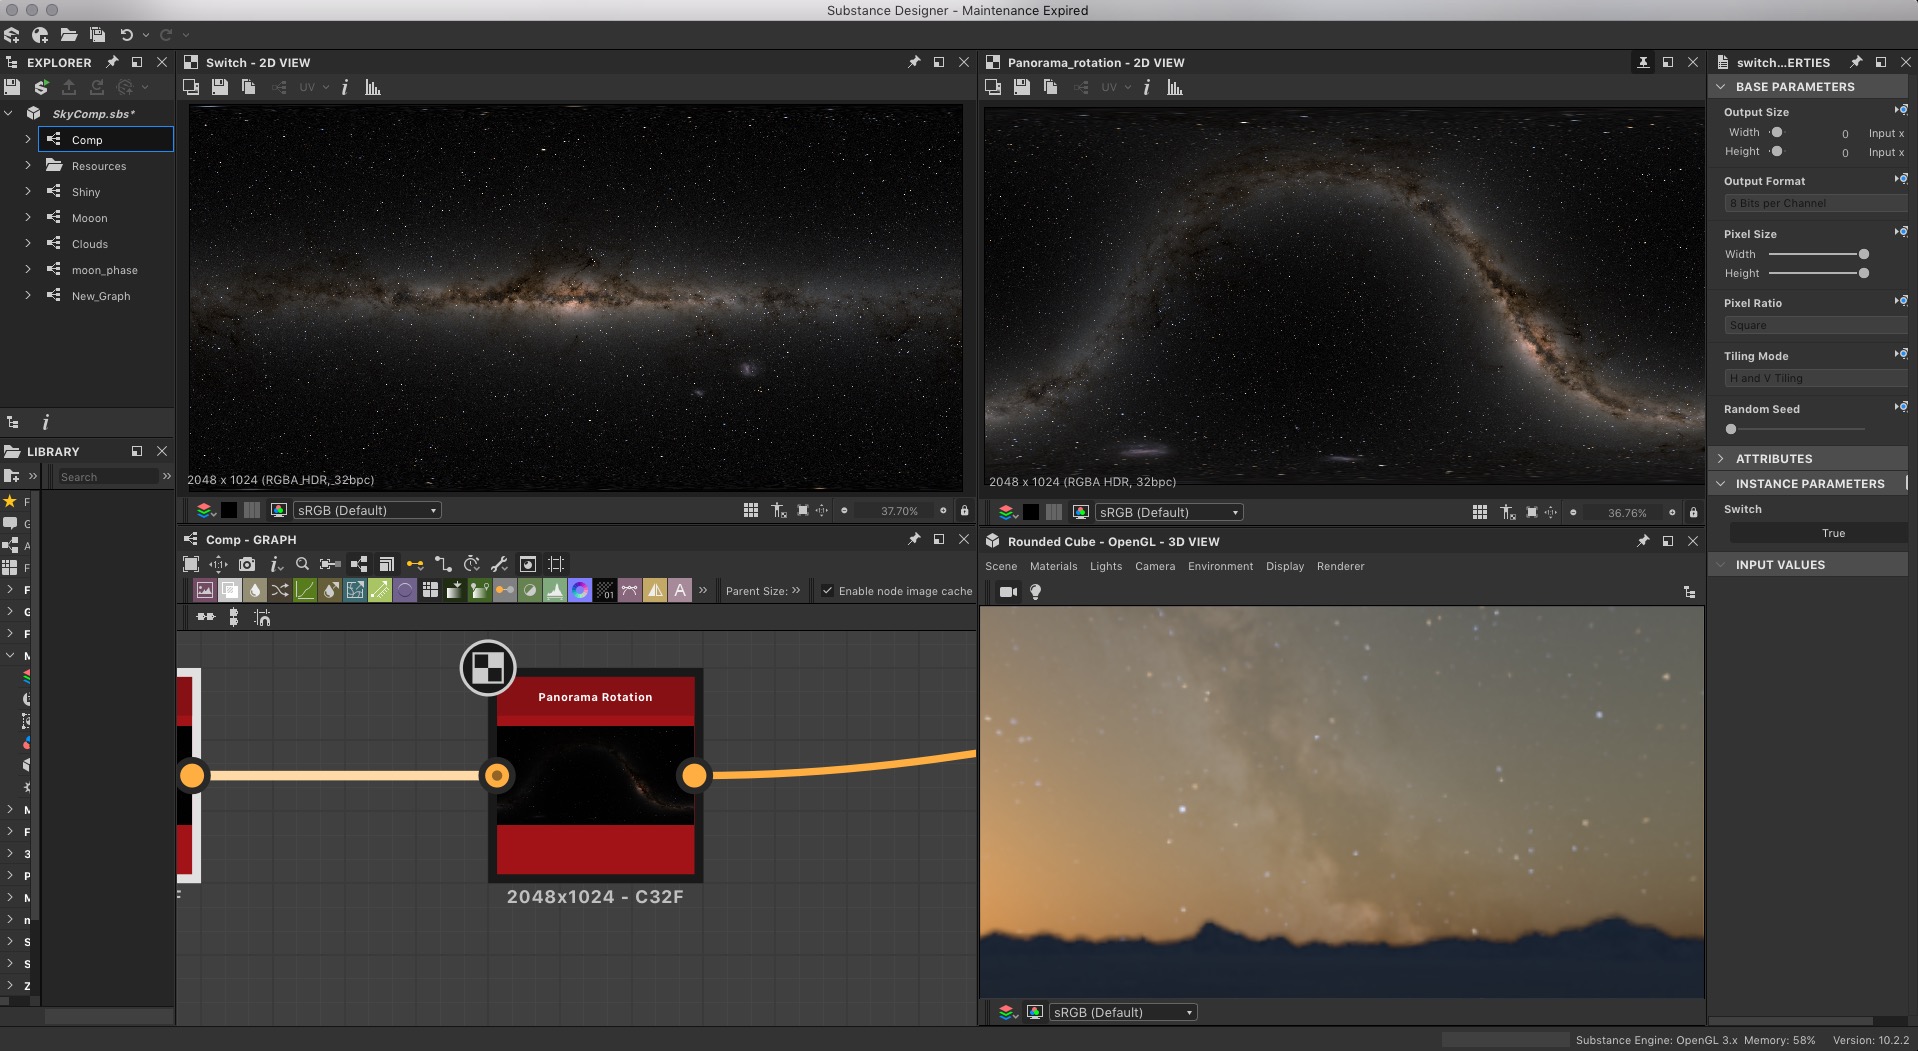 Substance Designer - Maintenance Expired
EXPLORER
SkyComp.sbs*
Comp
Resources
Shiny
Mooon
Clouds
moon_phase
New_Graph
LIBRARY
Search
F
G
A
F
F
G
F
M
M
F
3
P
M
m
S
S
Z
Switch - 2D VIEW
UV
2048 x 1024 (RGBA HDR, 32bpc)
sRGB (Default)
37.70%
Panorama_rotation - 2D VIEW
UV
2048 x 1024 (RGBA HDR, 32bpc)
sRGB (Default)
36.76%
Comp - GRAPH
01
A
Parent Size:
Enable node image cache
Panorama Rotation
2048x1024 - C32F
F
Rounded Cube - OpenGL - 3D VIEW
Scene Materials Lights Camera Environment Display Renderer
sRGB (Default)
switch...ERTIES
BASE PARAMETERS
Output Size
Width 0 Input x
Height 0 Input x
Output Format
8 Bits per Channel
Pixel Size
Width
Height
Pixel Ratio
Square
Tiling Mode
H and V Tiling
Random Seed
ATTRIBUTES
INSTANCE PARAMETERS
Switch
True
INPUT VALUES
Substance Engine: OpenGL 3.x Memory: 58% Version: 10.2.2